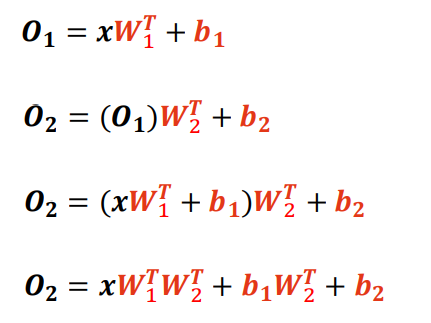 O₁ = xW₁ᵀ + b₁
O₂ = (O₁)W₂ᵀ + b₂
O₂ = (xW₁ᵀ + b₁)W₂ᵀ + b₂
O₂ = xW₁ᵀW₂ᵀ + b₁W₂ᵀ + b₂